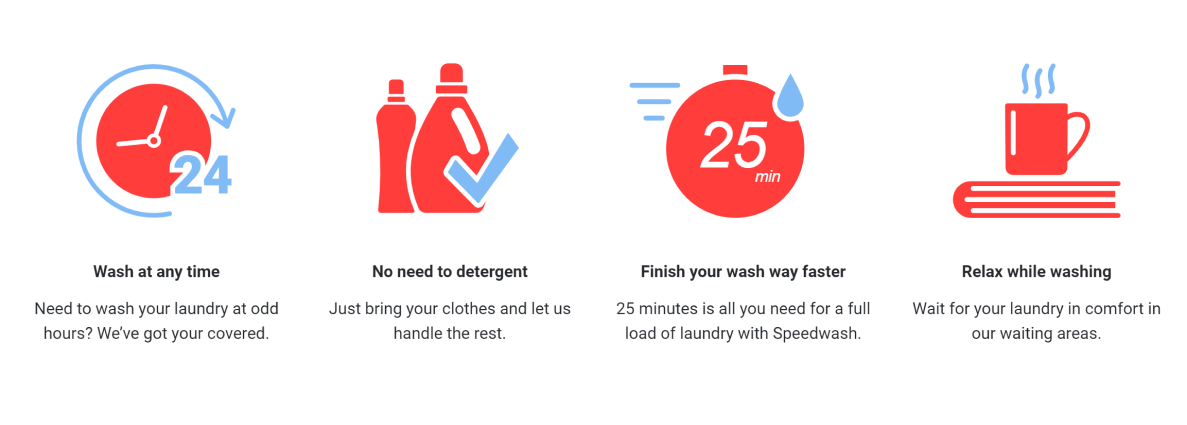 24
Wash at any time
Need to wash your laundry at odd
hours? We've got your covered.
No need to detergent
Just bring your clothes and let us
handle the rest.
25
min
Finish your wash way faster
25 minutes is all you need for a full
load of laundry with Speedwash.
Relax while washing
Wait for your laundry in comfort in
our waiting areas.